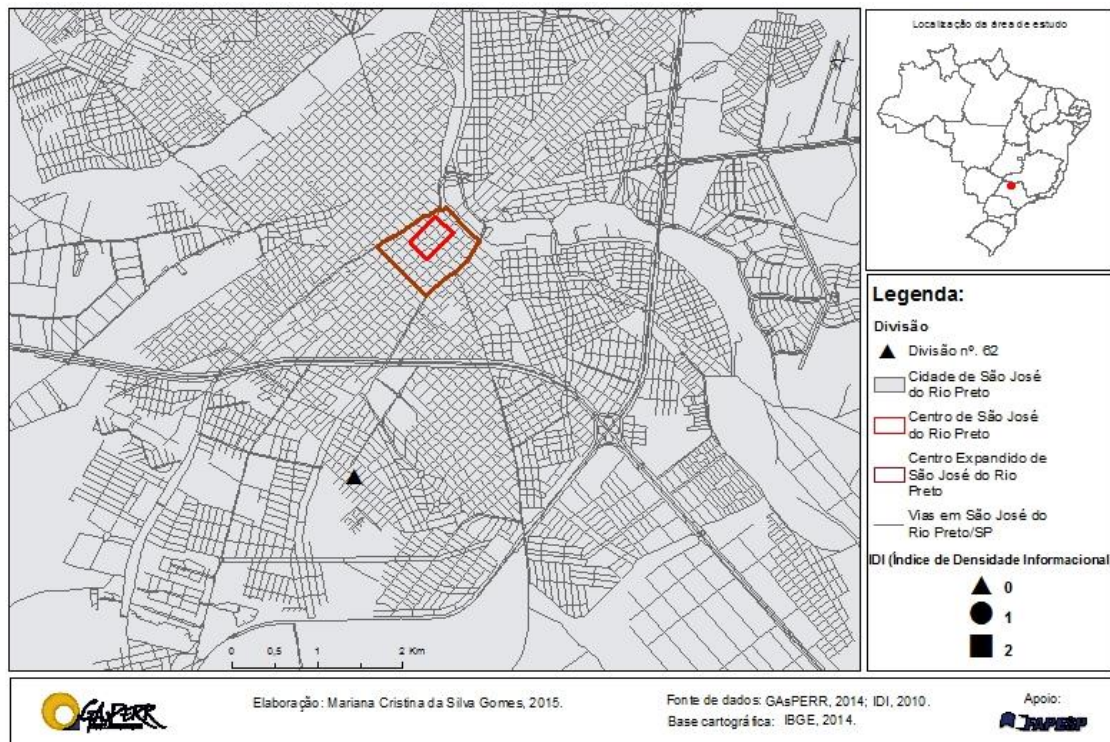 Localização da área de estudo
Legenda:
Divisão
Divisão nº. 62
Cidade de São José
do Rio Preto
Centro de São José
do Rio Preto
Centro Expandido de
São José do Rio
Preto
Vias em São José do
Rio Preto/SP
IDI (Índice de Densidade Informacional
0
1
2
0 0,5 1 2 Km
GAsPERR
Elaboração: Mariana Cristina da Silva Gomes, 2015.
Fonte de dados: GAsPERR, 2014; IDI, 2010.
Base cartográfica: IBGE, 2014.
Apoio:
FAPESP